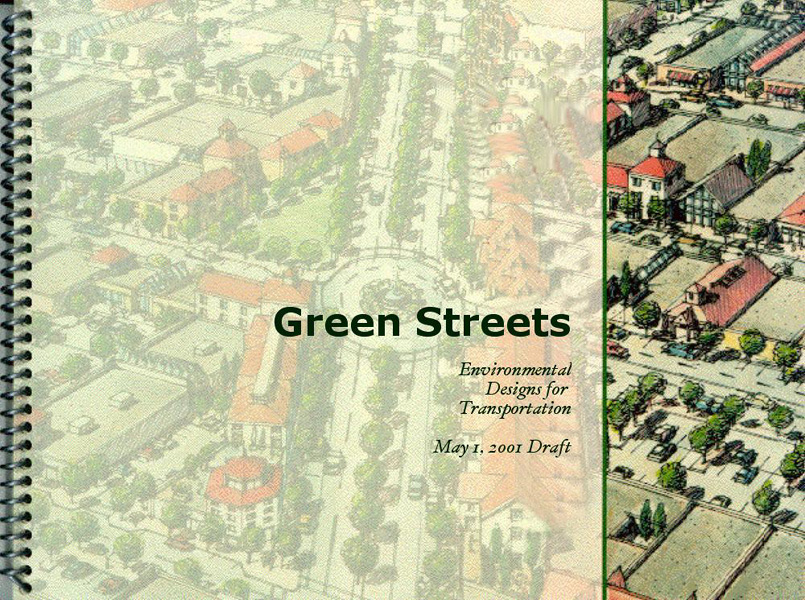 Green Streets
Environmental
Designs for
Transportation
May 1, 2001 Draft